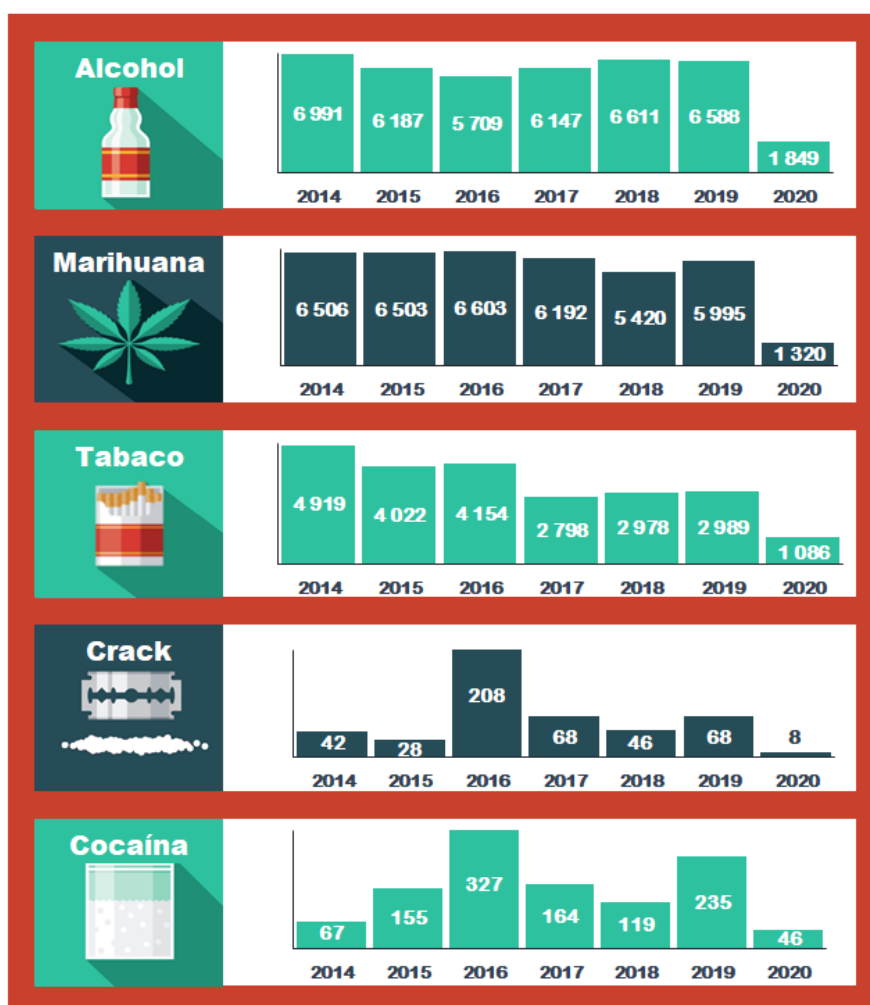 Alcohol
6 991 6 187 5 709 6 147 6 611 6 588 1 849
2014 2015 2016 2017 2018 2019 2020
Marihuana
6 506 6 503 6 603 6 192 5 420 5 995 1 320
2014 2015 2016 2017 2018 2019 2020
Tabaco
4 919 4 022 4 154 2 798 2 978 2 989 1 086
2014 2015 2016 2017 2018 2019 2020
Crack
42 28 208 68 46 68 8
2014 2015 2016 2017 2018 2019 2020
Cocaína
67 155 327 164 119 235 46
2014 2015 2016 2017 2018 2019 2020